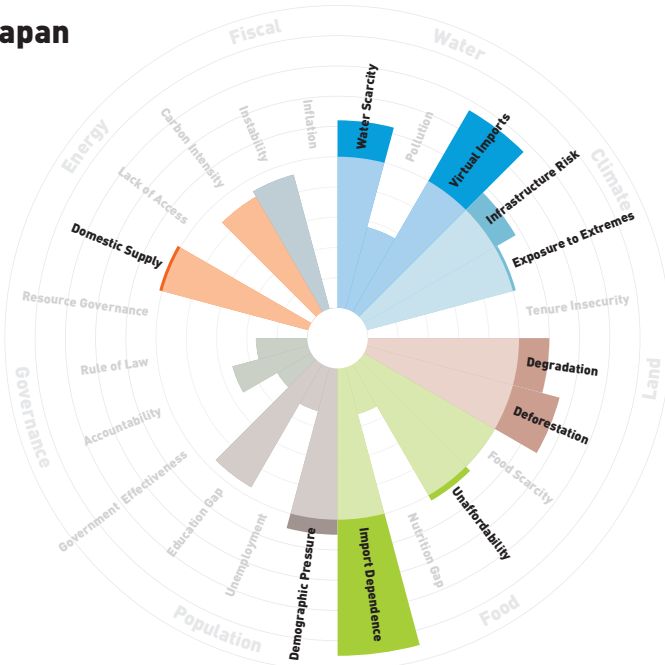 apan
Fiscal
Water
Climate
Land
Food
Population
Governance
Energy
Water Scarcity
Pollution
Virtual Imports
Infrastructure Risk
Exposure to Extremes
Tenure Insecurity
Degradation
Deforestation
Food Scarcity
Unaffordability
Nutrition Gap
Import Dependence
Demographic Pressure
Unemployment
Education Gap
Government Effectiveness
Accountability
Rule of Law
Resource Governance
Domestic Supply
Lack of Access
Carbon Intensity
Instability
Inflation